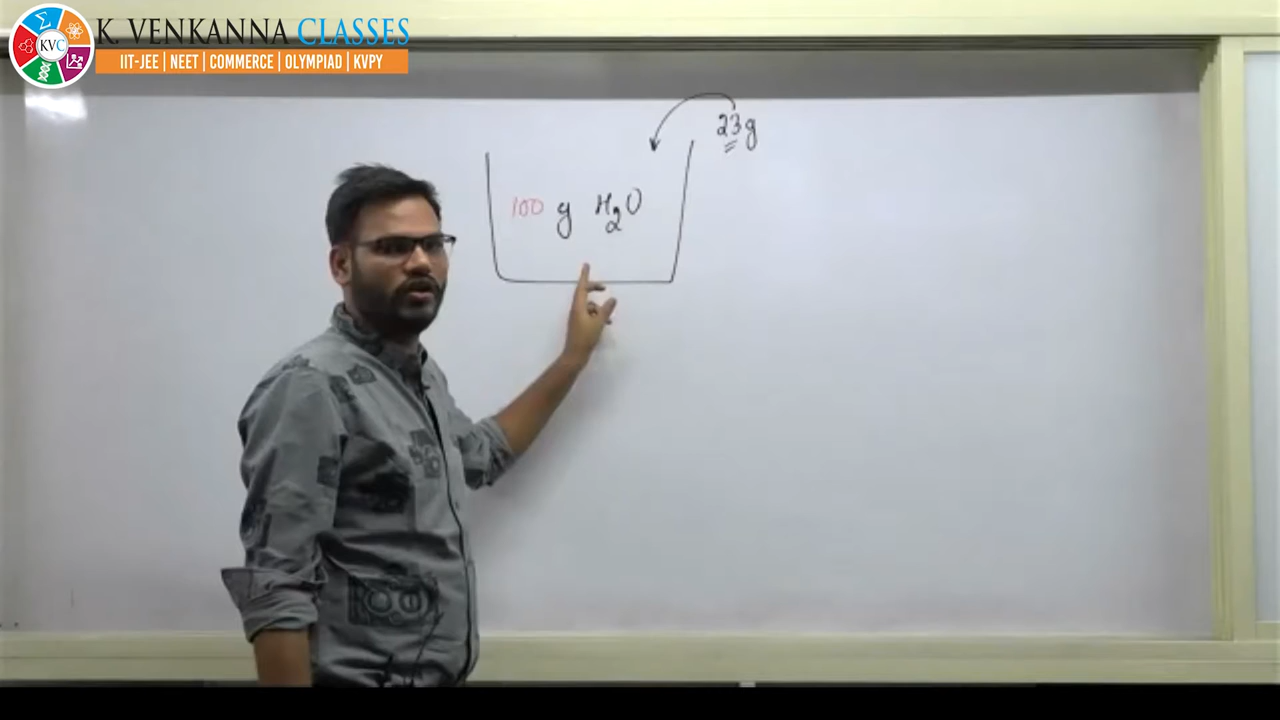 KVC
K. VENKANNA CLASSES
IIT-JEE | NEET | COMMERCE | OLYMPIAD | KVPY
23g
100 g H₂O